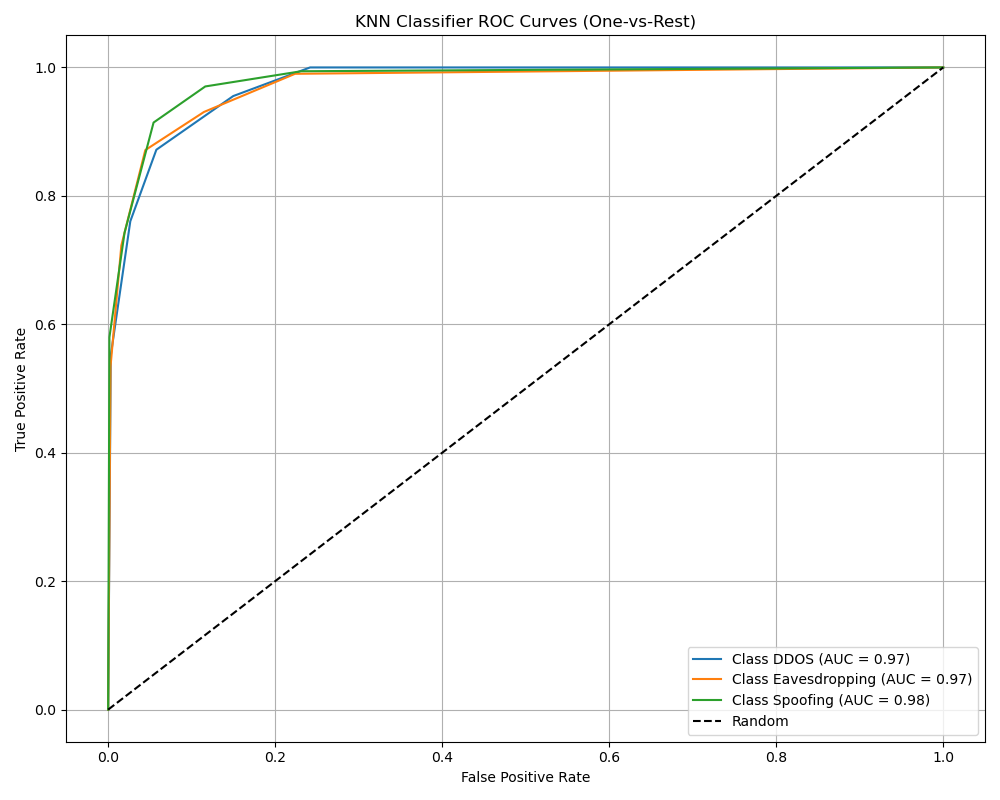 KNN Classifier ROC Curves (One-vs-Rest)
1.0
0.8
0.6
0.4
0.2
0.0
True Positive Rate
0.0 0.2 0.4 0.6 0.8 1.0
False Positive Rate
Class DDOS (AUC = 0.97)
Class Eavesdropping (AUC = 0.97)
Class Spoofing (AUC = 0.98)
Random